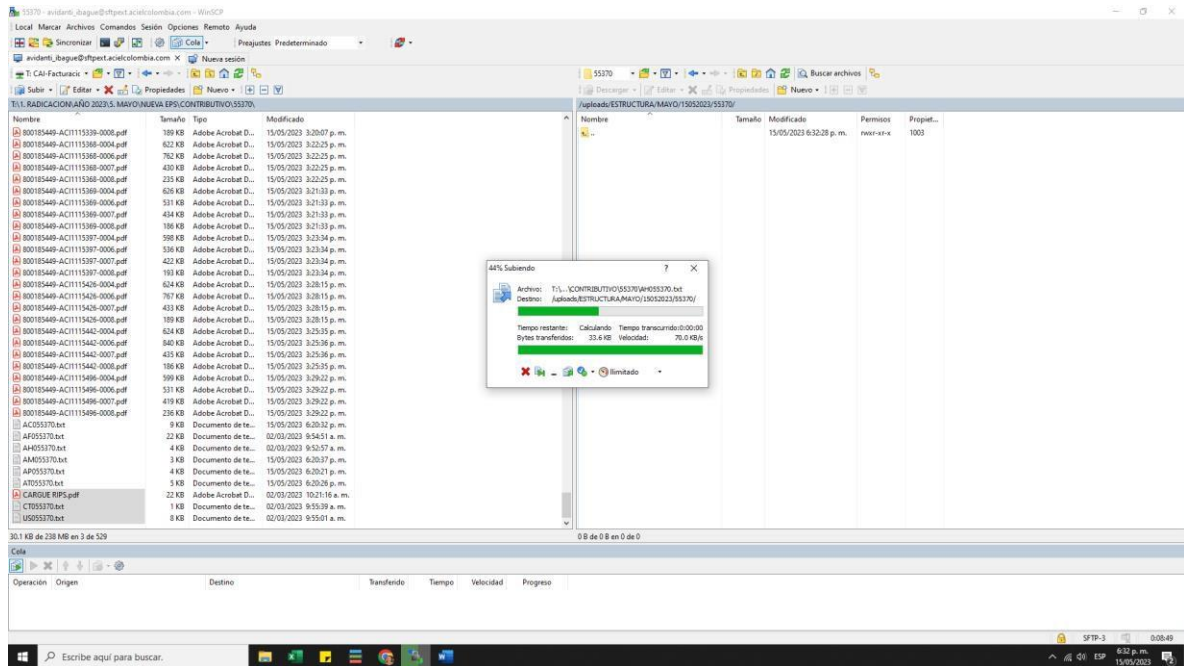 55370 - avidanti_ibague@sftpext.acielcolombia.com - WinSCP
Local Marcar Archivos Comandos Sesión Opciones Remoto Ayuda
Sincronizar Cola Preajustes Predeterminado
avidanti_ibague@sftpext.acielcolombia.com X Nueva sesión
T: CAI-Facturacic 55370 Buscar archivos
Subir Editar Propiedades Nuevo Descargar Editar Propiedades Nuevo
T:\1. RADICACION\AÑO 2023\5. MAYO\NUEVA EPS\CONTRIBUTIVO\55370\ /uploads/ESTRUCTURA/MAYO/15052023/55370/
Nombre Tamaño Tipo Modificado Nombre Tamaño Modificado Permisos Propiet...
800185449-ACI1115339-0008.pdf 189 KB Adobe Acrobat D... 15/05/2023 3:20:07 p. m. .. 15/05/2023 6:32:28 p. m. rwxr-xr-x 1003
800185449-ACI1115368-0004.pdf 622 KB Adobe Acrobat D... 15/05/2023 3:22:25 p. m.
800185449-ACI1115368-0006.pdf 762 KB Adobe Acrobat D... 15/05/2023 3:22:25 p. m.
800185449-ACI1115368-0007.pdf 430 KB Adobe Acrobat D... 15/05/2023 3:22:25 p. m.
800185449-ACI1115368-0008.pdf 235 KB Adobe Acrobat D... 15/05/2023 3:22:25 p. m.
800185449-ACI1115369-0004.pdf 626 KB Adobe Acrobat D... 15/05/2023 3:21:33 p. m.
800185449-ACI1115369-0006.pdf 531 KB Adobe Acrobat D... 15/05/2023 3:21:33 p. m.
800185449-ACI1115369-0007.pdf 434 KB Adobe Acrobat D... 15/05/2023 3:21:33 p. m.
800185449-ACI1115369-0008.pdf 186 KB Adobe Acrobat D... 15/05/2023 3:21:33 p. m.
800185449-ACI1115397-0004.pdf 598 KB Adobe Acrobat D... 15/05/2023 3:23:34 p. m.
800185449-ACI1115397-0006.pdf 536 KB Adobe Acrobat D... 15/05/2023 3:23:34 p. m.
800185449-ACI1115397-0007.pdf 422 KB Adobe Acrobat D... 15/05/2023 3:23:34 p. m.
800185449-ACI1115397-0008.pdf 193 KB Adobe Acrobat D... 15/05/2023 3:23:34 p. m.
800185449-ACI1115426-0004.pdf 624 KB Adobe Acrobat D... 15/05/2023 3:28:15 p. m.
800185449-ACI1115426-0006.pdf 767 KB Adobe Acrobat D... 15/05/2023 3:28:15 p. m.
800185449-ACI1115426-0007.pdf 433 KB Adobe Acrobat D... 15/05/2023 3:28:15 p. m.
800185449-ACI1115426-0008.pdf 189 KB Adobe Acrobat D... 15/05/2023 3:28:15 p. m.
800185449-ACI1115442-0004.pdf 624 KB Adobe Acrobat D... 15/05/2023 3:25:35 p. m.
800185449-ACI1115442-0006.pdf 840 KB Adobe Acrobat D... 15/05/2023 3:25:36 p. m.
800185449-ACI1115442-0007.pdf 435 KB Adobe Acrobat D... 15/05/2023 3:25:36 p. m.
800185449-ACI1115442-0008.pdf 186 KB Adobe Acrobat D... 15/05/2023 3:25:35 p. m.
800185449-ACI1115496-0004.pdf 599 KB Adobe Acrobat D... 15/05/2023 3:29:22 p. m.
800185449-ACI1115496-0006.pdf 531 KB Adobe Acrobat D... 15/05/2023 3:29:22 p. m.
800185449-ACI1115496-0007.pdf 419 KB Adobe Acrobat D... 15/05/2023 3:29:22 p. m.
800185449-ACI1115496-0008.pdf 236 KB Adobe Acrobat D... 15/05/2023 3:29:22 p. m.
AC055370.txt 9 KB Documento de te... 15/05/2023 6:20:32 p. m.
AF055370.txt 22 KB Documento de te... 02/03/2023 9:54:51 a. m.
AH055370.txt 4 KB Documento de te... 02/03/2023 9:52:57 a. m.
AM055370.txt 3 KB Documento de te... 15/05/2023 6:20:37 p. m.
AP055370.txt 4 KB Documento de te... 15/05/2023 6:20:21 p. m.
AT055370.txt 5 KB Documento de te... 15/05/2023 6:20:26 p. m.
CARGUE RIPS.pdf 22 KB Adobe Acrobat D... 02/03/2023 10:21:16 a. m.
CT055370.txt 1 KB Documento de te... 02/03/2023 9:55:39 a. m.
US055370.txt 8 KB Documento de te... 02/03/2023 9:55:01 a. m.
44% Subiendo ? X
Archivo: T:\...\CONTRIBUTIVO\55370\AH055370.txt
Destino: /uploads/ESTRUCTURA/MAYO/15052023/55370/
Tiempo restante: Calculando Tiempo transcurrido: 0:00:00
Bytes transferidos: 33.6 KB Velocidad: 70.0 KB/s
Ilimitado
30.1 KB de 238 MB en 3 de 529 0 B de 0 B en 0 de 0
Cola
Operación Origen Destino Transferido Tiempo Velocidad Progreso
SFTP-3 0:08:49
Escribe aquí para buscar. ESP 6:32 p. m.
15/05/2023